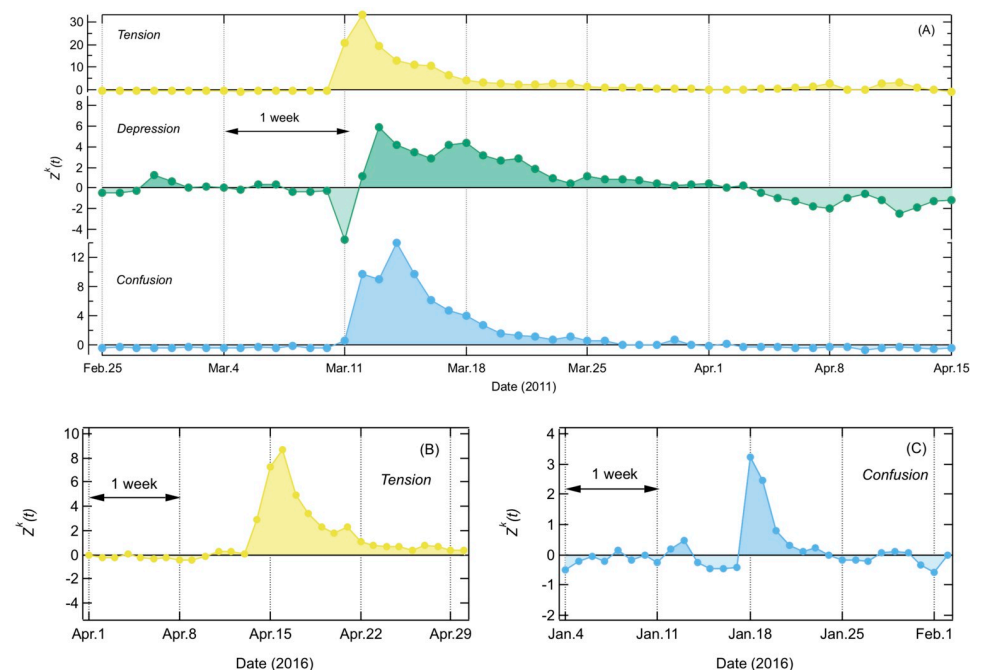 (A)
Tension
30
20
10
0
8
6
4
2
0
-2
-4
Depression
1 week
Zᵏ(t)
12
8
4
0
Confusion
Feb.25 Mar.4 Mar.11 Mar.18 Mar.25 Apr.1 Apr.8 Apr.15
Date (2011)
(B)
Tension
1 week
10
8
6
4
2
0
-2
-4
Zᵏ(t)
Apr.1 Apr.8 Apr.15 Apr.22 Apr.29
Date (2016)
(C)
Confusion
1 week
4
3
2
1
0
-1
-2
Zᵏ(t)
Jan.4 Jan.11 Jan.18 Jan.25 Feb.1
Date (2016)